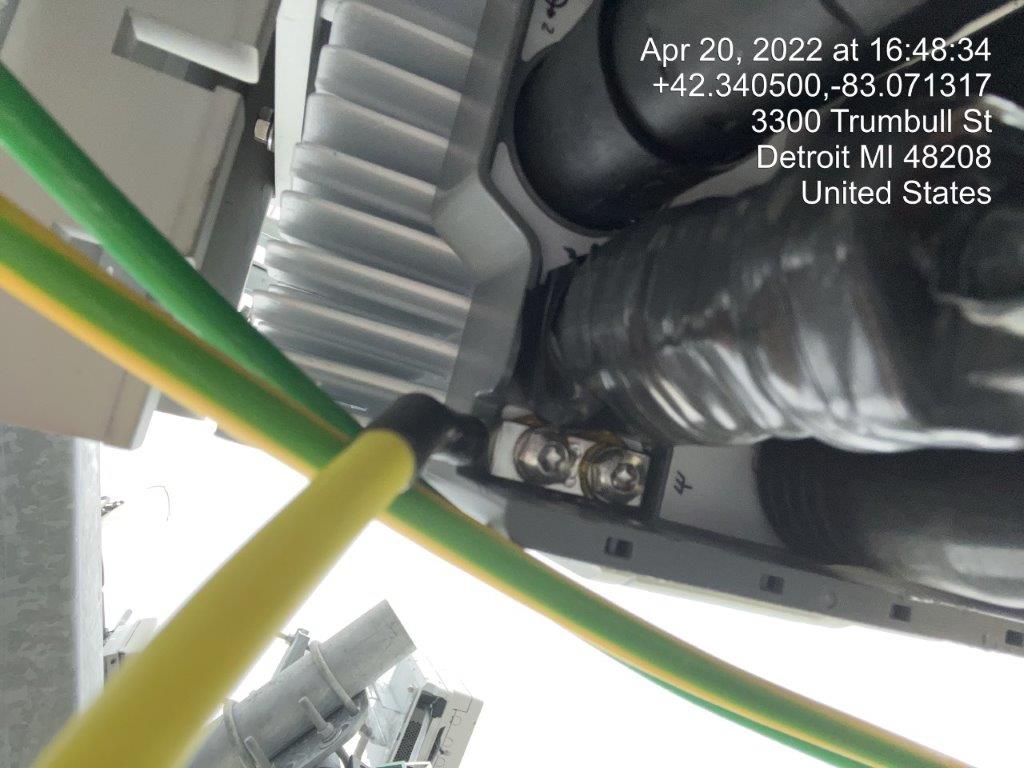 Apr 20, 2022 at 16:48:34
+42.340500,-83.071317
3300 Trumbull St
Detroit MI 48208
United States